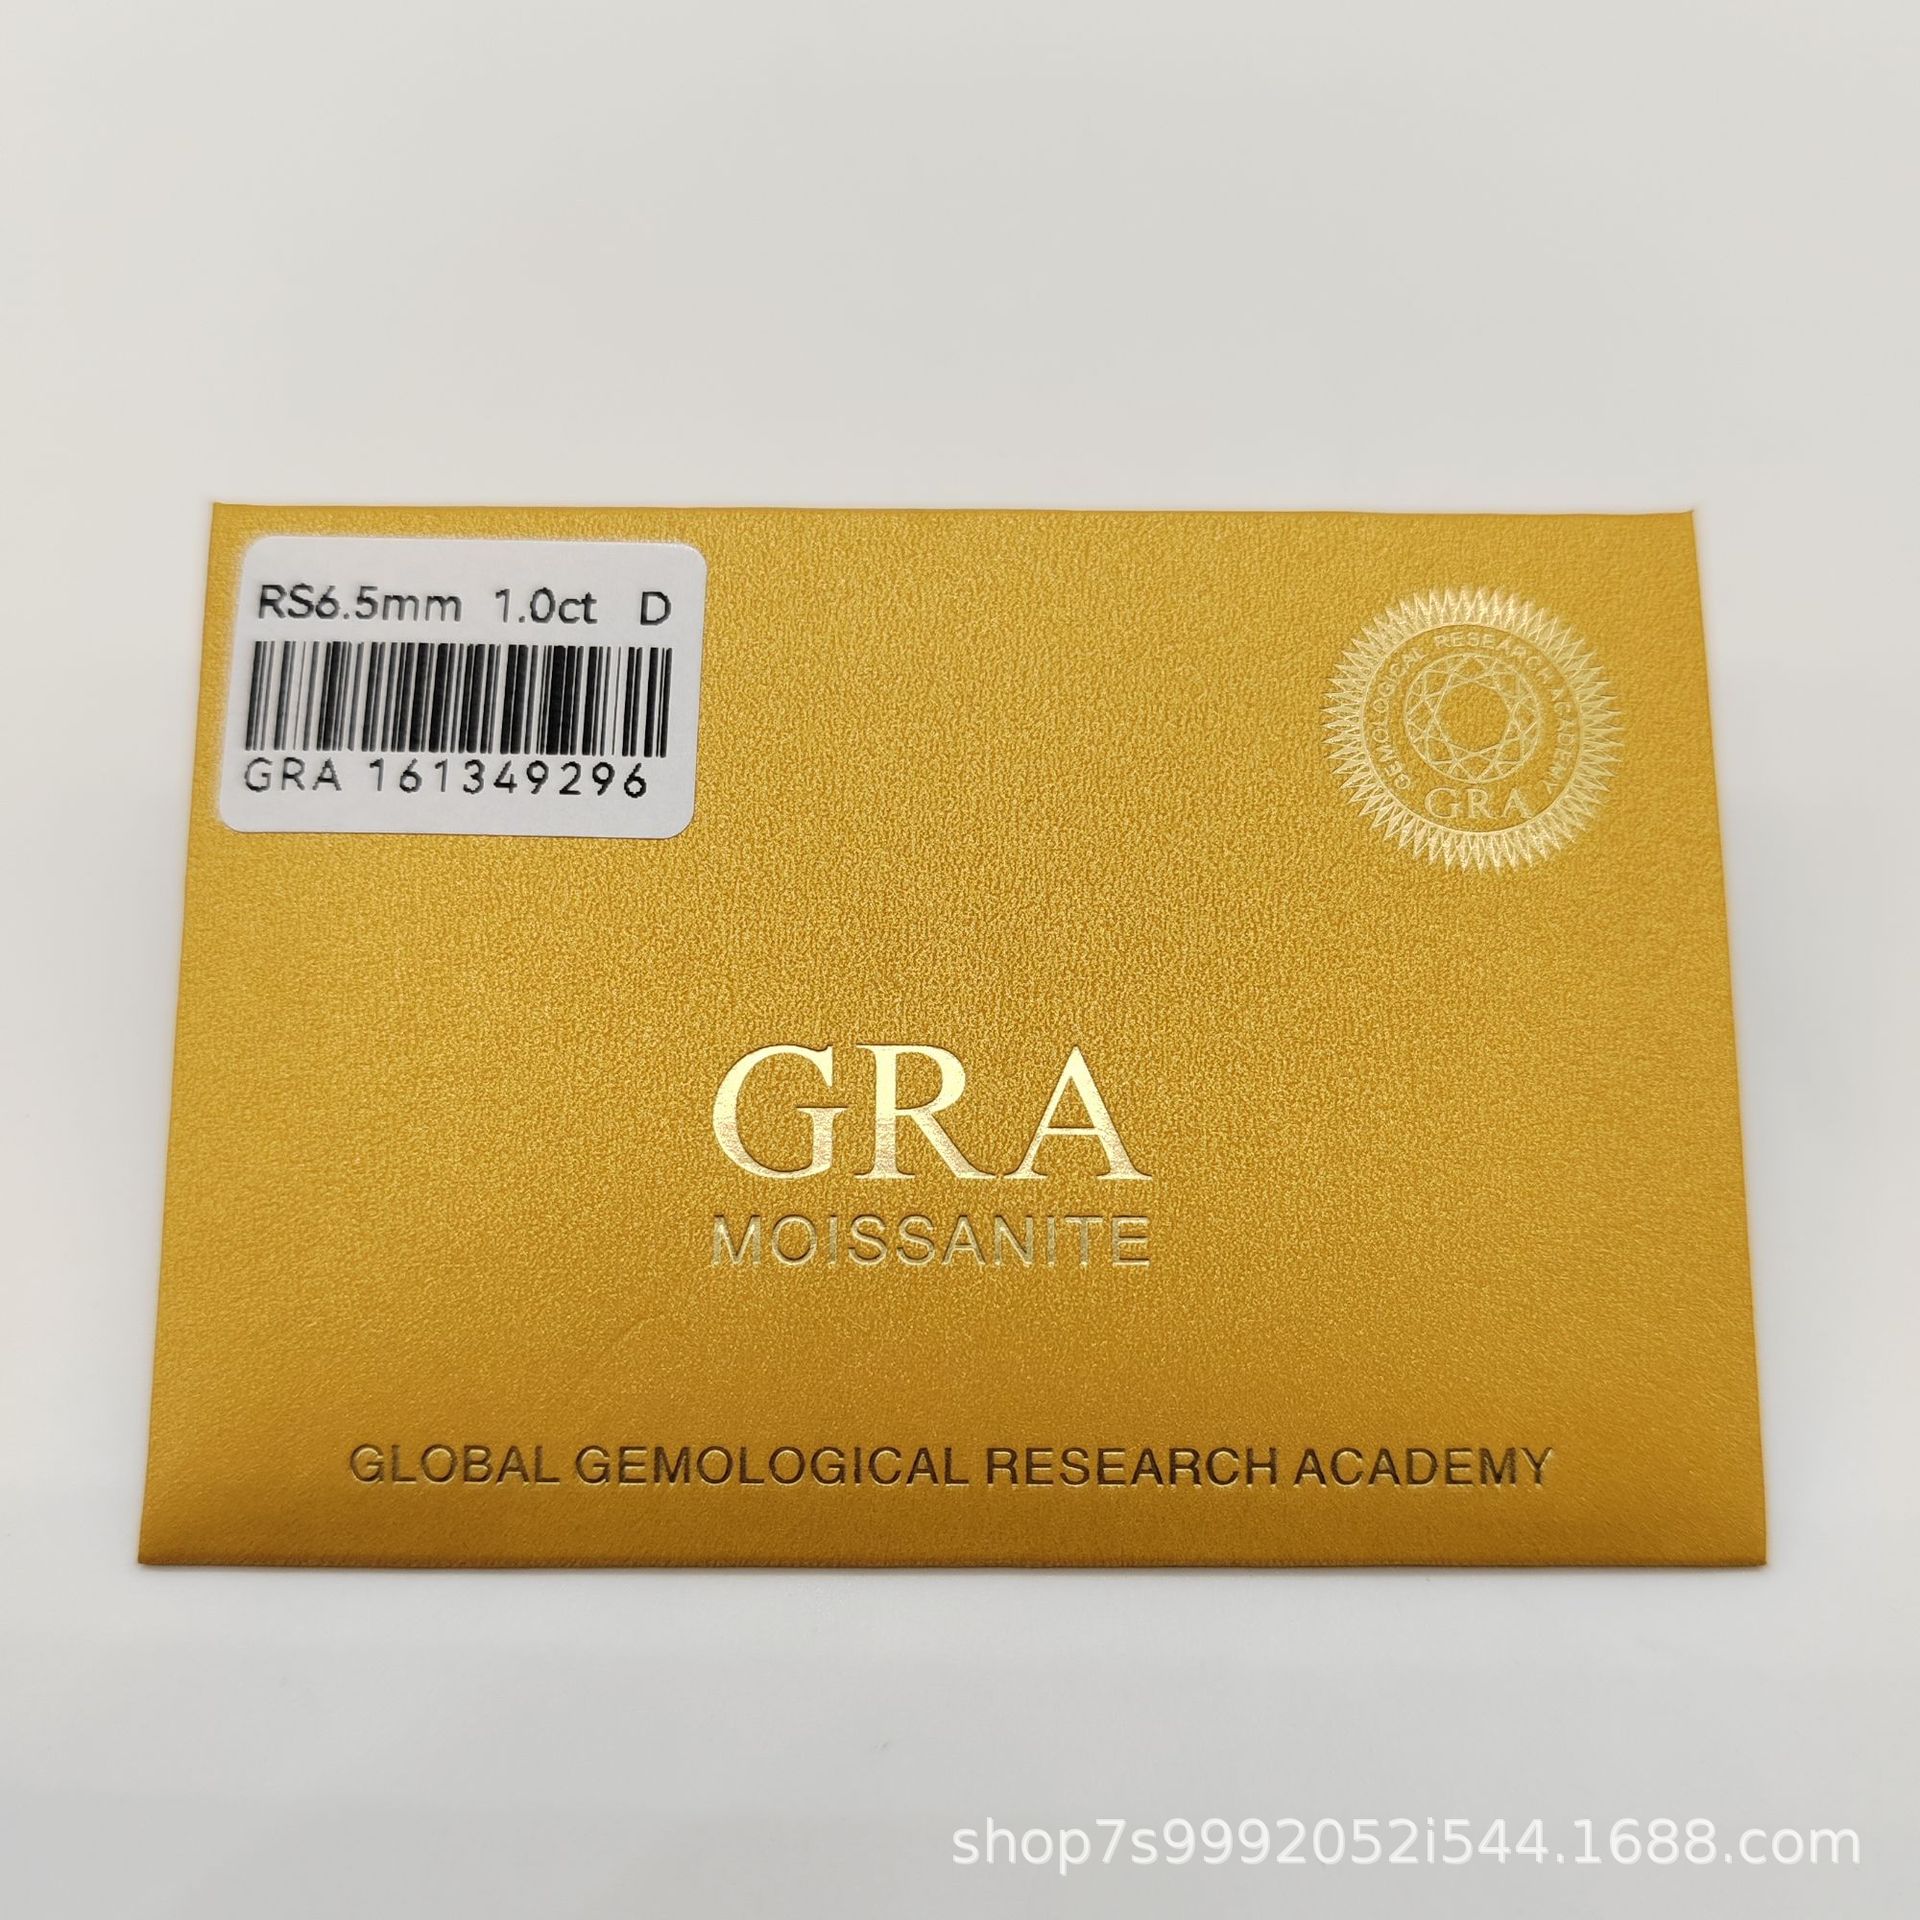 RS6.5mm 1.0ct D
GRA 161349296
GEMOLOGICAL RESEARCH ACADEMY
GRA
GRA
MOISSANITE
GLOBAL GEMOLOGICAL RESEARCH ACADEMY
shop7s9992052i544.1688.com